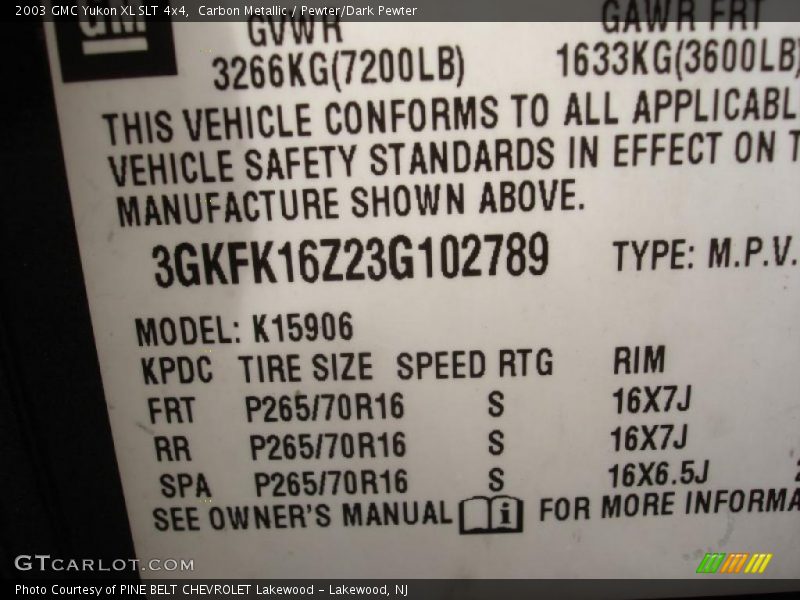 2003 GMC Yukon XL SLT 4x4,  Carbon Metallic / Pewter/Dark Pewter
GM
GVWR GAWR FRT
3266KG(7200LB) 1633KG(3600LB)
THIS VEHICLE CONFORMS TO ALL APPLICABL
VEHICLE SAFETY STANDARDS IN EFFECT ON T
MANUFACTURE SHOWN ABOVE.
3GKFK16Z23G102789 TYPE: M.P.V.
MODEL: K15906
KPDC TIRE SIZE SPEED RTG RIM
FRT P265/70R16 S 16X7J
RR P265/70R16 S 16X7J
SPA P265/70R16 S 16X6.5J
SEE OWNER'S MANUAL i FOR MORE INFORMA
GTCARLOT.COM
Photo Courtesy of PINE BELT CHEVROLET Lakewood - Lakewood, NJ